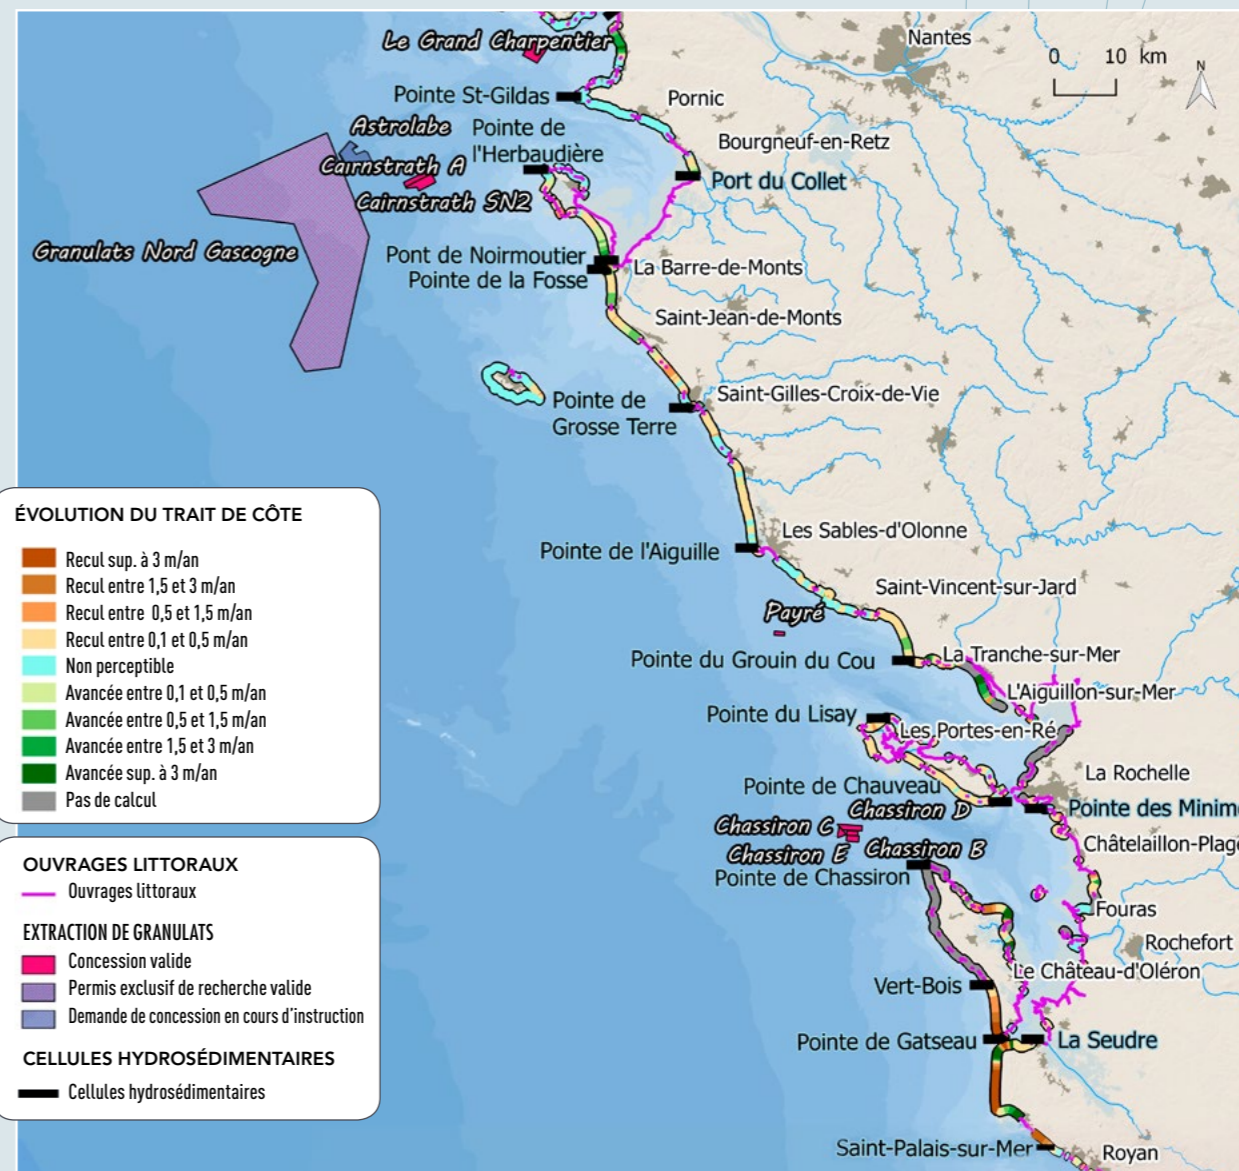 Nantes
Le Grand Charpentier
0 10 km
N
Pointe St-Gildas
Pornic
Astrolabe
Pointe de
l'Herbaudière
Bourgneuf-en-Retz
Cairnstrath A
Port du Collet
Cairnstrath SN2
Granulats Nord Gascogne
Pont de Noirmoutier
La Barre-de-Monts
Pointe de la Fosse
Saint-Jean-de-Monts
Saint-Gilles-Croix-de-Vie
Pointe de
Grosse Terre
Les Sables-d'Olonne
Pointe de l'Aiguille
Saint-Vincent-sur-Jard
Payré
La Tranche-sur-Mer
Pointe du Grouin du Cou
L'Aiguillon-sur-Mer
Pointe du Lisay
Les Portes-en-Ré
La Rochelle
Pointe de Chauveau
Chassiron D
Pointe des Minim
Chassiron C
Châtelaillon-Plag
Chassiron E
Chassiron B
Pointe de Chassiron
Fouras
Rochefort
Le Château-d'Oléron
Vert-Bois
Pointe de Gatseau
La Seudre
Saint-Palais-sur-Mer
Royan
ÉVOLUTION DU TRAIT DE CÔTE
Recul sup. à 3 m/an
Recul entre 1,5 et 3 m/an
Recul entre 0,5 et 1,5 m/an
Recul entre 0,1 et 0,5 m/an
Non perceptible
Avancée entre 0,1 et 0,5 m/an
Avancée entre 0,5 et 1,5 m/an
Avancée entre 1,5 et 3 m/an
Avancée sup. à 3 m/an
Pas de calcul
OUVRAGES LITTORAUX
Ouvrages littoraux
EXTRACTION DE GRANULATS
Concession valide
Permis exclusif de recherche valide
Demande de concession en cours d'instruction
CELLULES HYDROSÉDIMENTAIRES
Cellules hydrosédimentaires